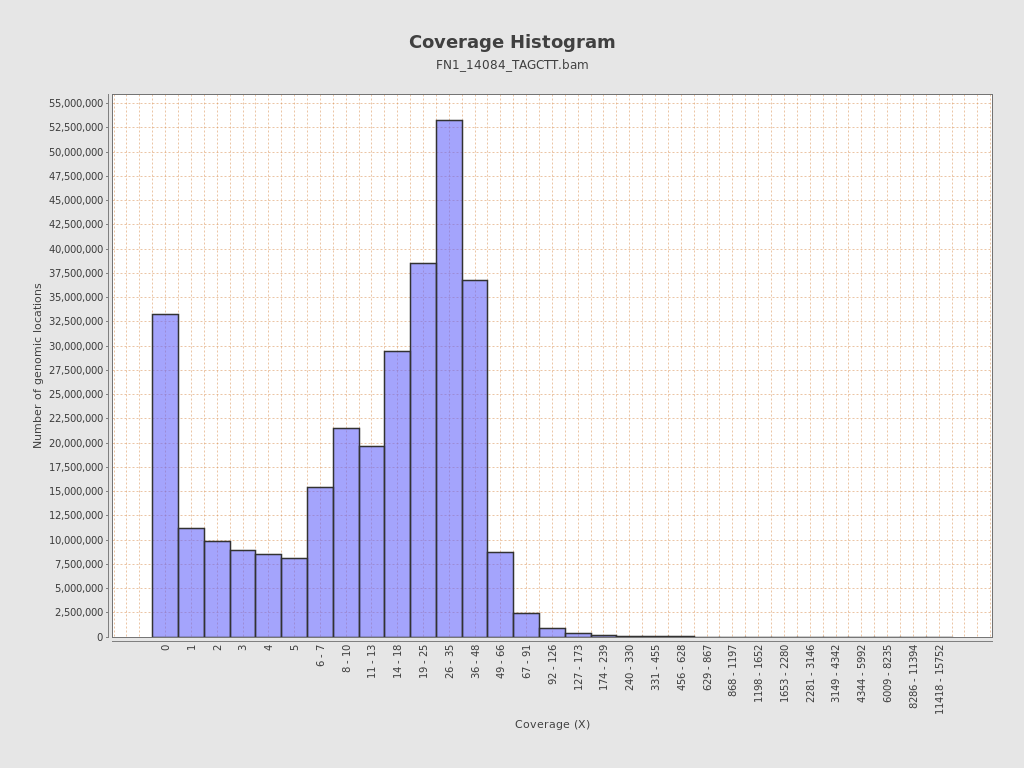 Coverage Histogram
FN1_14084_TAGCTT.bam
55,000,000
52,500,000
50,000,000
47,500,000
45,000,000
42,500,000
40,000,000
37,500,000
35,000,000
32,500,000
30,000,000
27,500,000
25,000,000
22,500,000
20,000,000
17,500,000
15,000,000
12,500,000
10,000,000
7,500,000
5,000,000
2,500,000
0
Number of genomic locations
0
1
2
3
4
5
6 - 7
8 - 10
11 - 13
14 - 18
19 - 25
26 - 35
36 - 48
49 - 66
67 - 91
92 - 126
127 - 173
174 - 239
240 - 330
331 - 455
456 - 628
629 - 867
868 - 1197
1198 - 1652
1653 - 2280
2281 - 3146
3149 - 4342
4344 - 5992
6009 - 8235
8286 - 11394
11418 - 15752
Coverage (X)